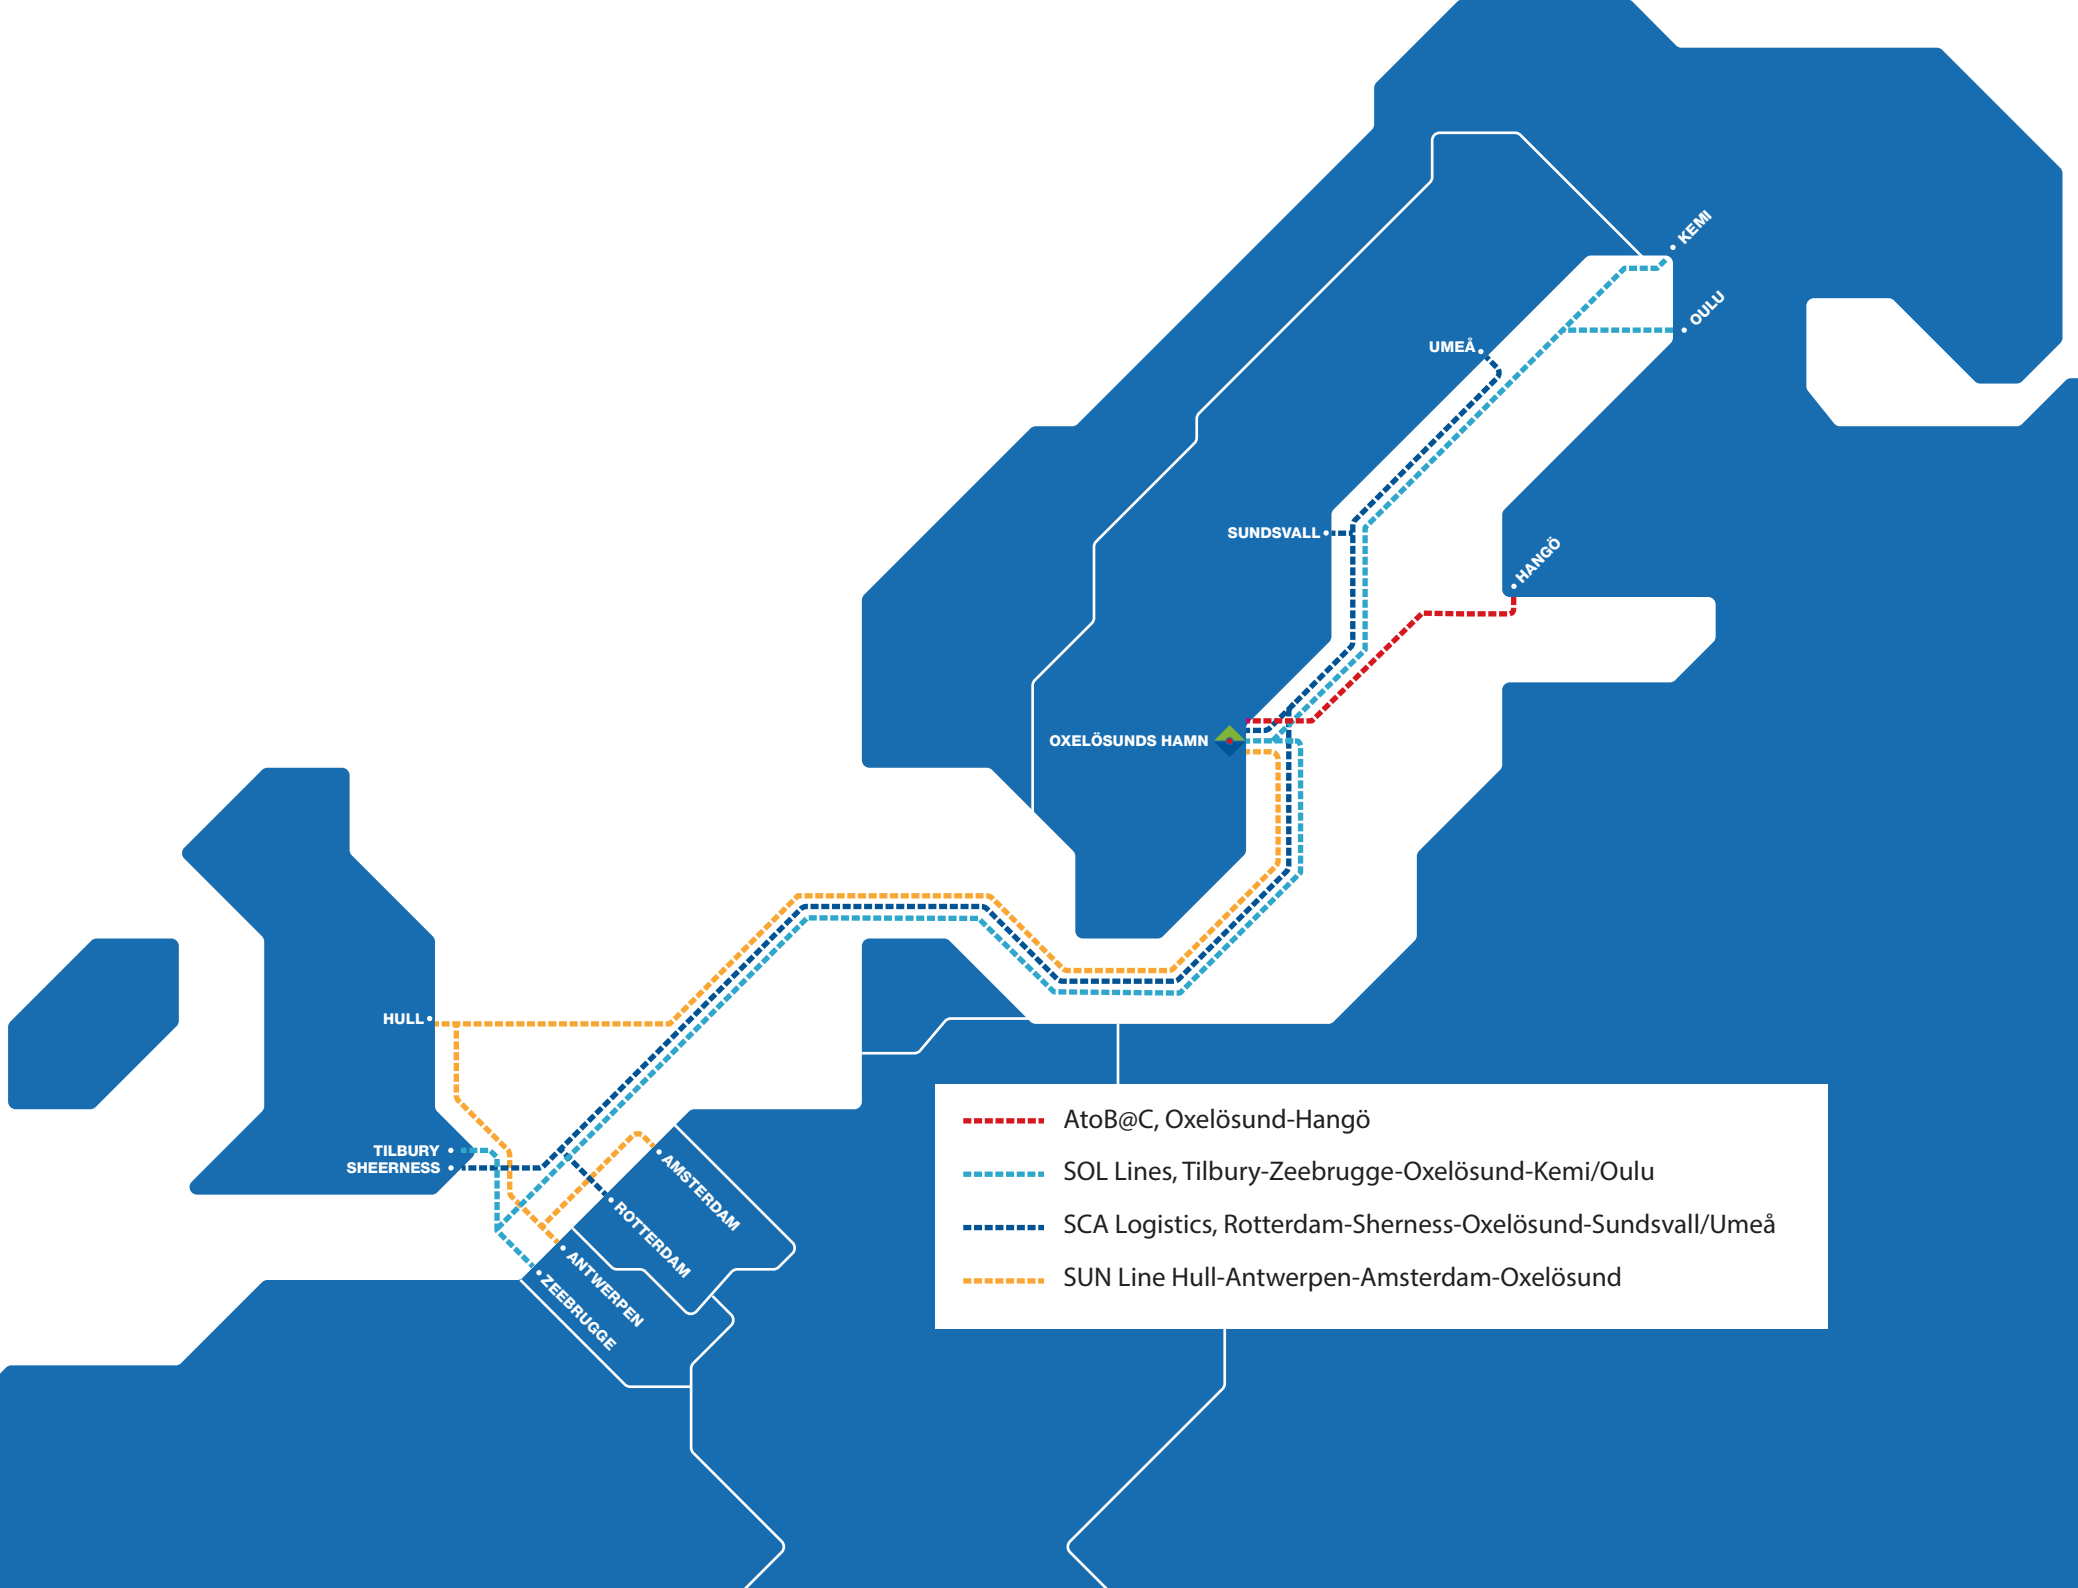 KEMI
OULU
UMEÅ
SUNDSVALL
HANGÖ
OXELÖSUNDS HAMN
HULL
TILBURY
SHEERNESS
AMSTERDAM
ROTTERDAM
ANTWERPEN
ZEEBRUGGE
AtoB@C, Oxelösund-Hangö
SOL Lines, Tilbury-Zeebrugge-Oxelösund-Kemi/Oulu
SCA Logistics, Rotterdam-Sherness-Oxelösund-Sundsvall/Umeå
SUN Line Hull-Antwerpen-Amsterdam-Oxelösund